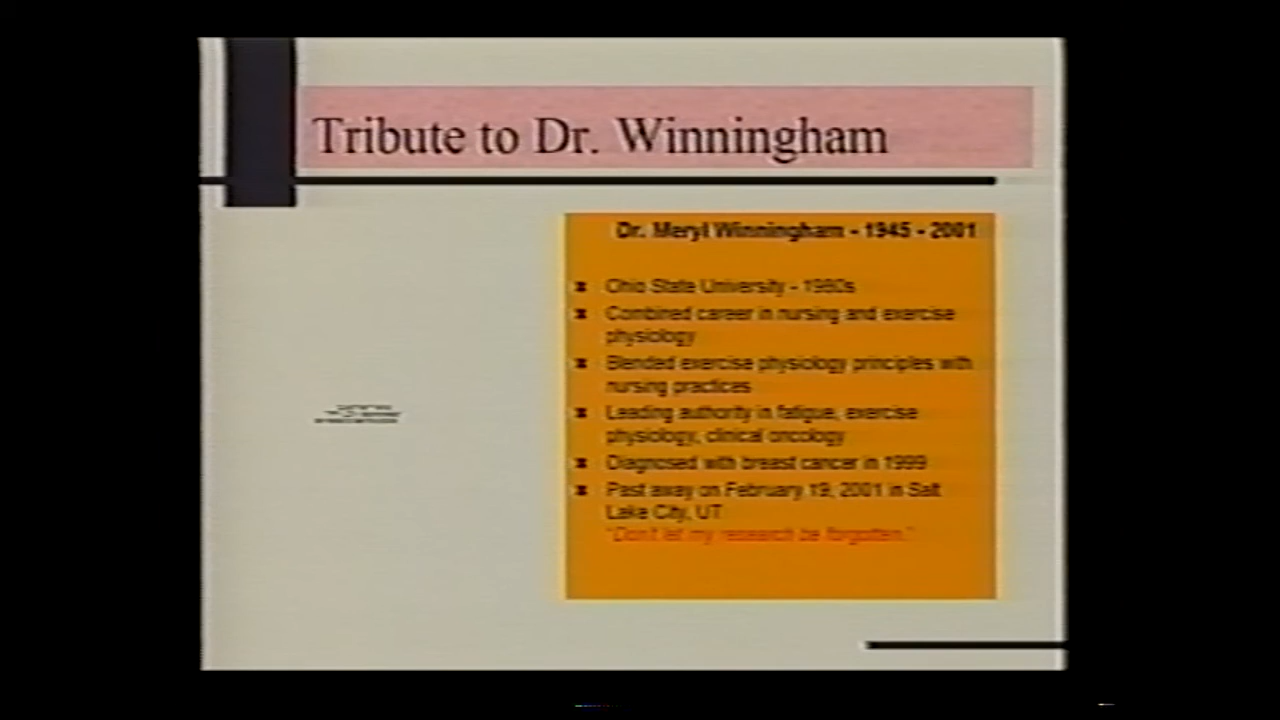 Tribute to Dr. Winningham
Dr. Meryl Winningham - 1945 - 2001
Ohio State University - 1980s
Combined career in nursing and exercise
physiology
Blended exercise physiology principles with
nursing practices
Leading authority in fatigue, exercise
physiology, clinical oncology
Diagnosed with breast cancer in 1999
Past away on February 19, 2001 in Salt
Lake City, UT
"Don't let my research be forgotten."